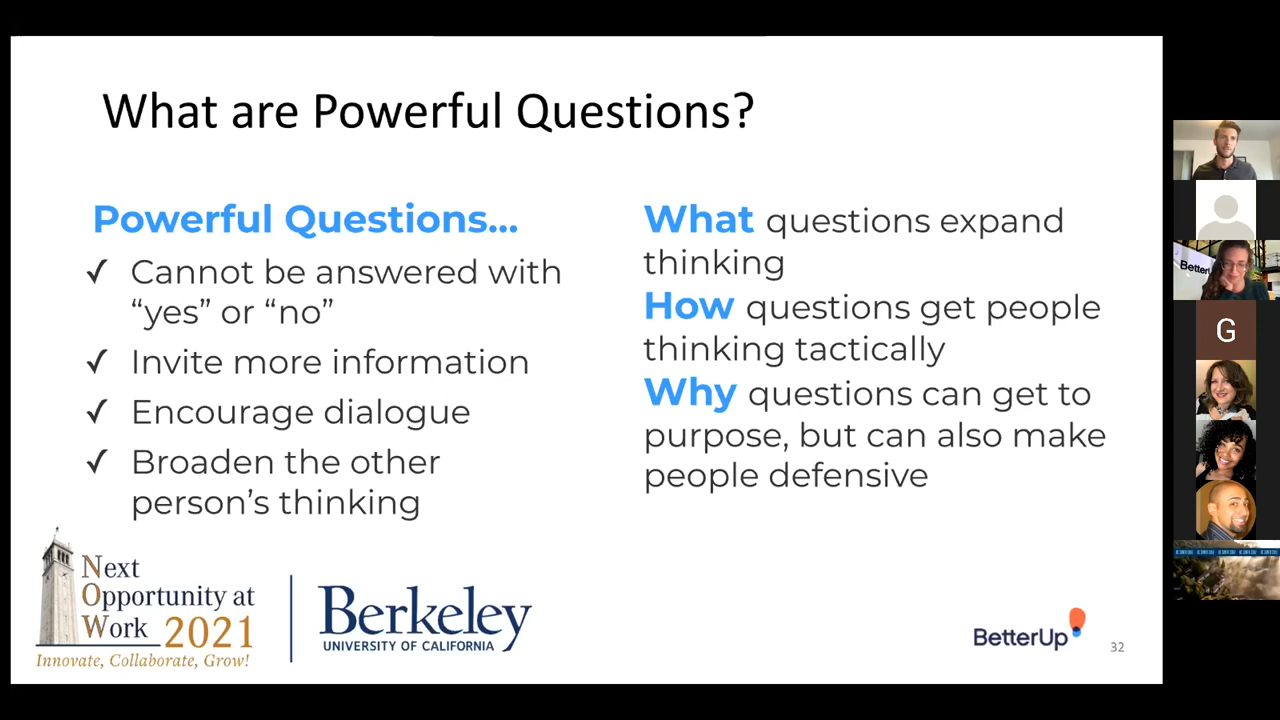 What are Powerful Questions?
Powerful Questions...
✓ Cannot be answered with
“yes” or “no”
✓ Invite more information
✓ Encourage dialogue
✓ Broaden the other
person’s thinking
What questions expand
thinking
How questions get people
thinking tactically
Why questions can get to
purpose, but can also make
people defensive
Next
Opportunity at
Work 2021
Innovate, Collaborate, Grow!
Berkeley
UNIVERSITY OF CALIFORNIA
BetterUp
32
BetterU
G